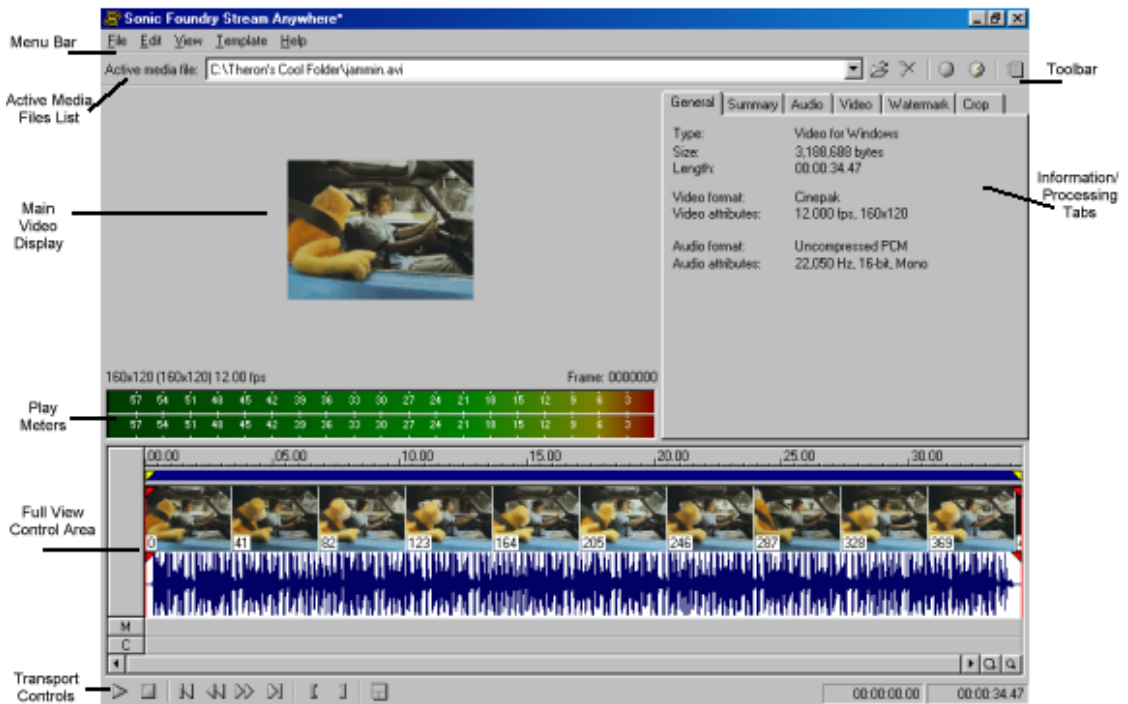 Sonic Foundry Stream Anywhere*
Menu Bar
File Edit View Template Help
Active media file: C:\Theron's Cool Folder\jammin.avi
Toolbar
Active Media
Files List
General Summary Audio Video Watermark Crop
Type: Video for Windows
Size: 3,188,688 bytes
Length: 00:00:34.47
Video format: Cinepak
Video attributes: 12.000 fps, 160x120
Audio format: Uncompressed PCM
Audio attributes: 22,050 Hz, 16-bit, Mono
Information/
Processing
Tabs
Main
Video
Display
160x120 (160x120) 12.00 fps Frame: 0000000
Play
Meters
57 54 51 48 45 42 39 36 33 30 27 24 21 18 15 12 9 6 3
57 54 51 48 45 42 39 36 33 30 27 24 21 18 15 12 9 6 3
,00:00 ,05:00 ,10:00 ,15:00 ,20:00 ,25:00 ,30:00
Full View
Control Area
0 41 82 123 164 205 246 287 328 369
M
C
Transport
Controls
00:00:00.00 00:00:34.47